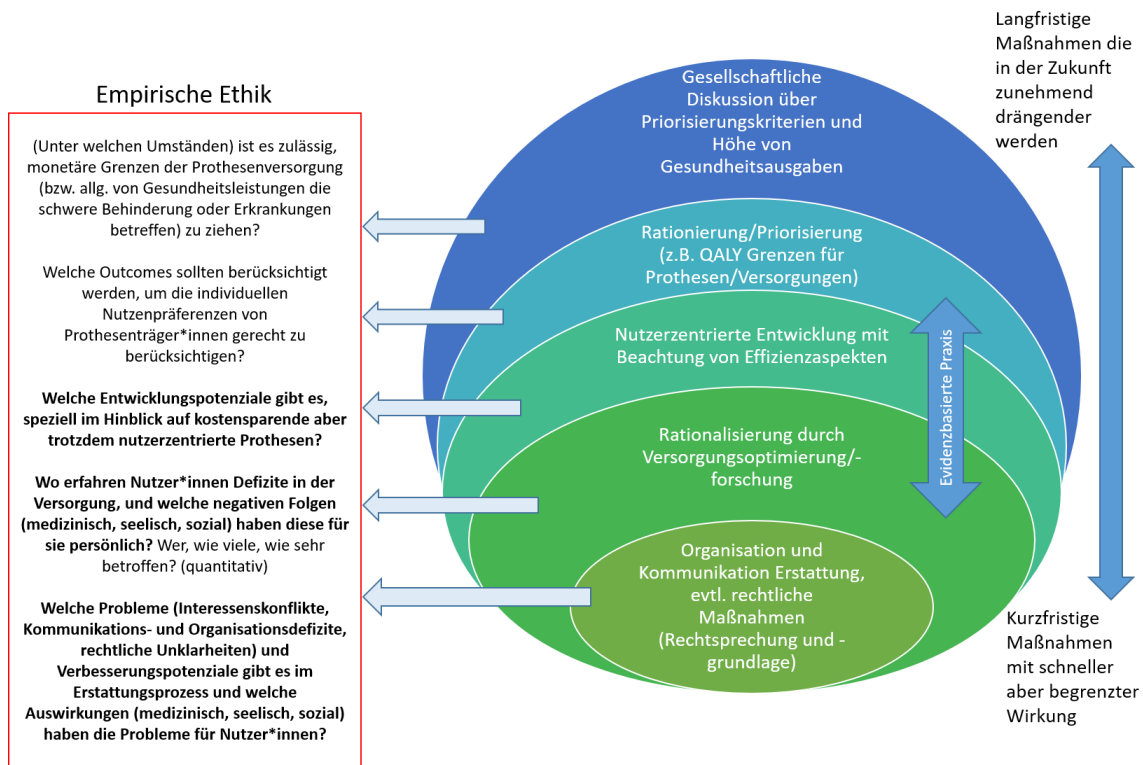 Empirische Ethik
(Unter welchen Umständen) ist es zulässig,
monetäre Grenzen der Prothesenversorgung
(bzw. allg. von Gesundheitsleistungen die
schwere Behinderung oder Erkrankungen
betreffen) zu ziehen?
Welche Outcomes sollten berücksichtigt
werden, um die individuellen
Nutzenpräferenzen von
Prothesenträger*innen gerecht zu
berücksichtigen?
Welche Entwicklungspotenziale gibt es,
speziell im Hinblick auf kostensparende aber
trotzdem nutzerzentrierte Prothesen?
Wo erfahren Nutzer*innen Defizite in der
Versorgung, und welche negativen Folgen
(medizinisch, seelisch, sozial) haben diese für
sie persönlich? Wer, wie viele, wie sehr
betroffen? (quantitativ)
Welche Probleme (Interessenskonflikte,
Kommunikations- und Organisationsdefizite,
rechtliche Unklarheiten) und
Verbesserungspotenziale gibt es im
Erstattungsprozess und welche
Auswirkungen (medizinisch, seelisch, sozial)
haben die Probleme für Nutzer*innen?
Gesellschaftliche
Diskussion über
Priorisierungskriterien und
Höhe von
Gesundheitsausgaben
Rationierung/Priorisierung
(z.B. QALY Grenzen für
Prothesen/Versorgungen)
Nutzerzentrierte Entwicklung mit
Beachtung von Effizienzaspekten
Rationalisierung durch
Versorgungsoptimierung/-
forschung
Organisation und
Kommunikation Erstattung,
evtl. rechtliche
Maßnahmen
(Rechtsprechung und -
grundlage)
Evidenzbasierte Praxis
Langfristige
Maßnahmen die
in der Zukunft
zunehmend
drängender
werden
Kurzfristige
Maßnahmen
mit schneller
aber begrenzter
Wirkung